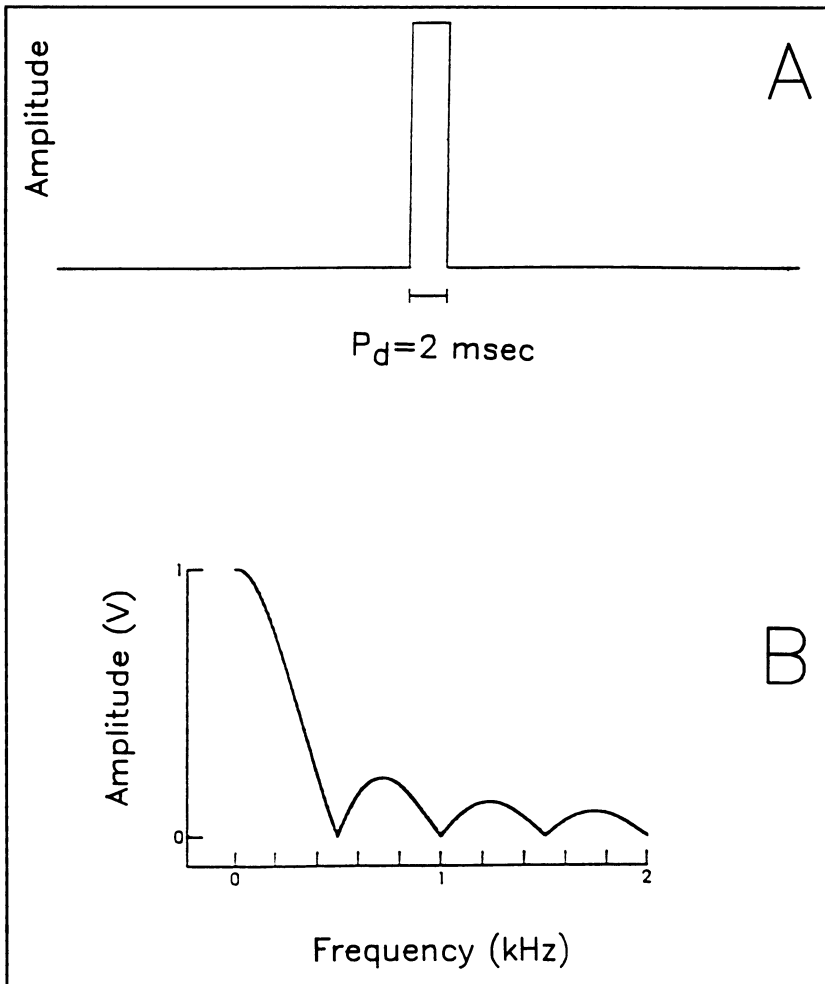 Amplitude
A
Pd=2 msec
Amplitude (V)
1
0
B
0 1 2
Frequency (kHz)